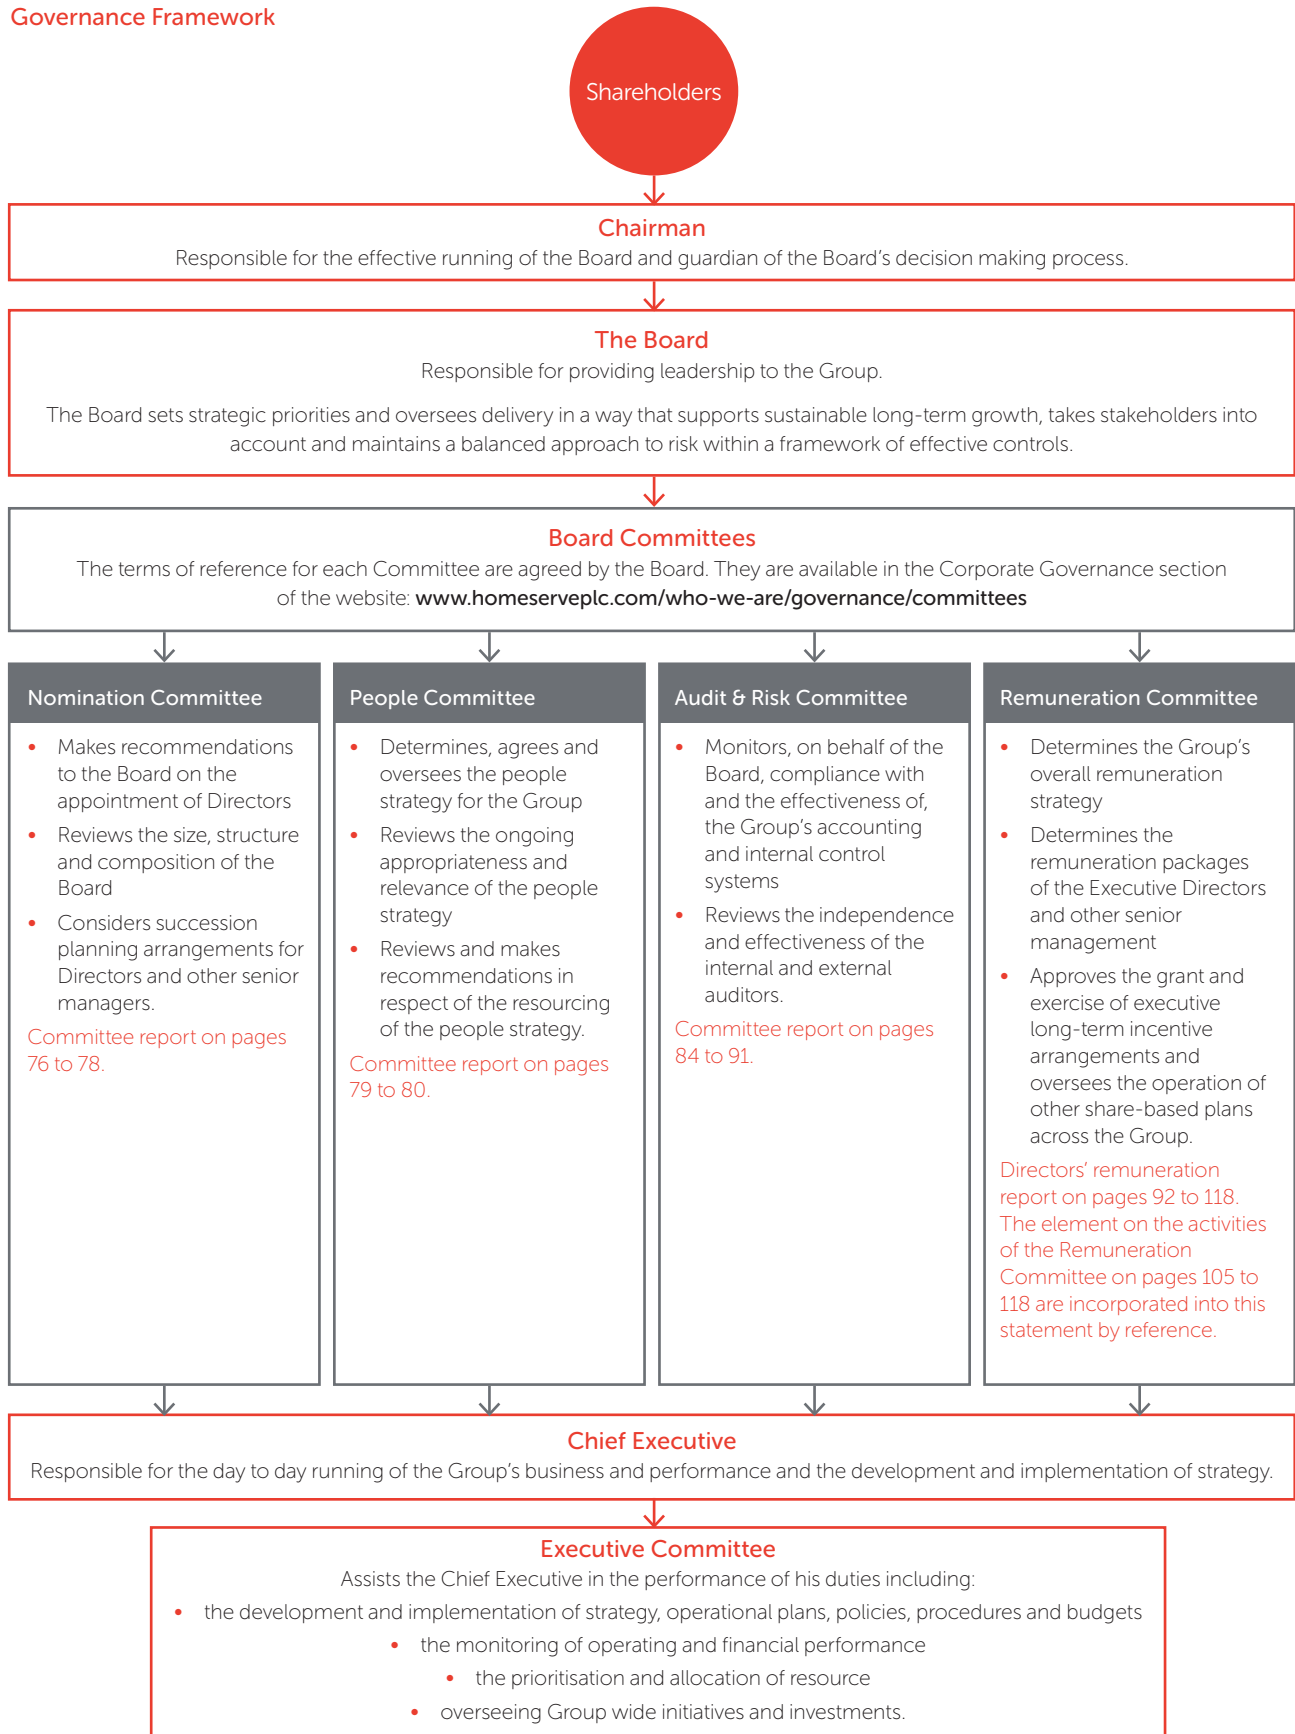 Governance Framework
Shareholders
Chairman
Responsible for the effective running of the Board and guardian of the Board's decision making process.
The Board
Responsible for providing leadership to the Group.
The Board sets strategic priorities and oversees delivery in a way that supports sustainable long-term growth, takes stakeholders into
account and maintains a balanced approach to risk within a framework of effective controls.
Board Committees
The terms of reference for each Committee are agreed by the Board. They are available in the Corporate Governance section
of the website: www.homeserveplc.com/who-we-are/governance/committees
Nomination Committee
• Makes recommendations
to the Board on the
appointment of Directors
• Reviews the size, structure
and composition of the
Board
• Considers succession
planning arrangements for
Directors and other senior
managers.
Committee report on pages
76 to 78.
People Committee
• Determines, agrees and
oversees the people
strategy for the Group
• Reviews the ongoing
appropriateness and
relevance of the people
strategy
• Reviews and makes
recommendations in
respect of the resourcing
of the people strategy.
Committee report on pages
79 to 80.
Audit & Risk Committee
• Monitors, on behalf of the
Board, compliance with
and the effectiveness of,
the Group's accounting
and internal control
systems
• Reviews the independence
and effectiveness of the
internal and external
auditors.
Committee report on pages
84 to 91.
Remuneration Committee
• Determines the Group's
overall remuneration
strategy
• Determines the
remuneration packages
of the Executive Directors
and other senior
management
• Approves the grant and
exercise of executive
long-term incentive
arrangements and
oversees the operation of
other share-based plans
across the Group.
Directors' remuneration
report on pages 92 to 118.
The element on the activities
of the Remuneration
Committee on pages 105 to
118 are incorporated into this
statement by reference.
Chief Executive
Responsible for the day to day running of the Group's business and performance and the development and implementation of strategy.
Executive Committee
Assists the Chief Executive in the performance of his duties including:
• the development and implementation of strategy, operational plans, policies, procedures and budgets
• the monitoring of operating and financial performance
• the prioritisation and allocation of resource
• overseeing Group wide initiatives and investments.